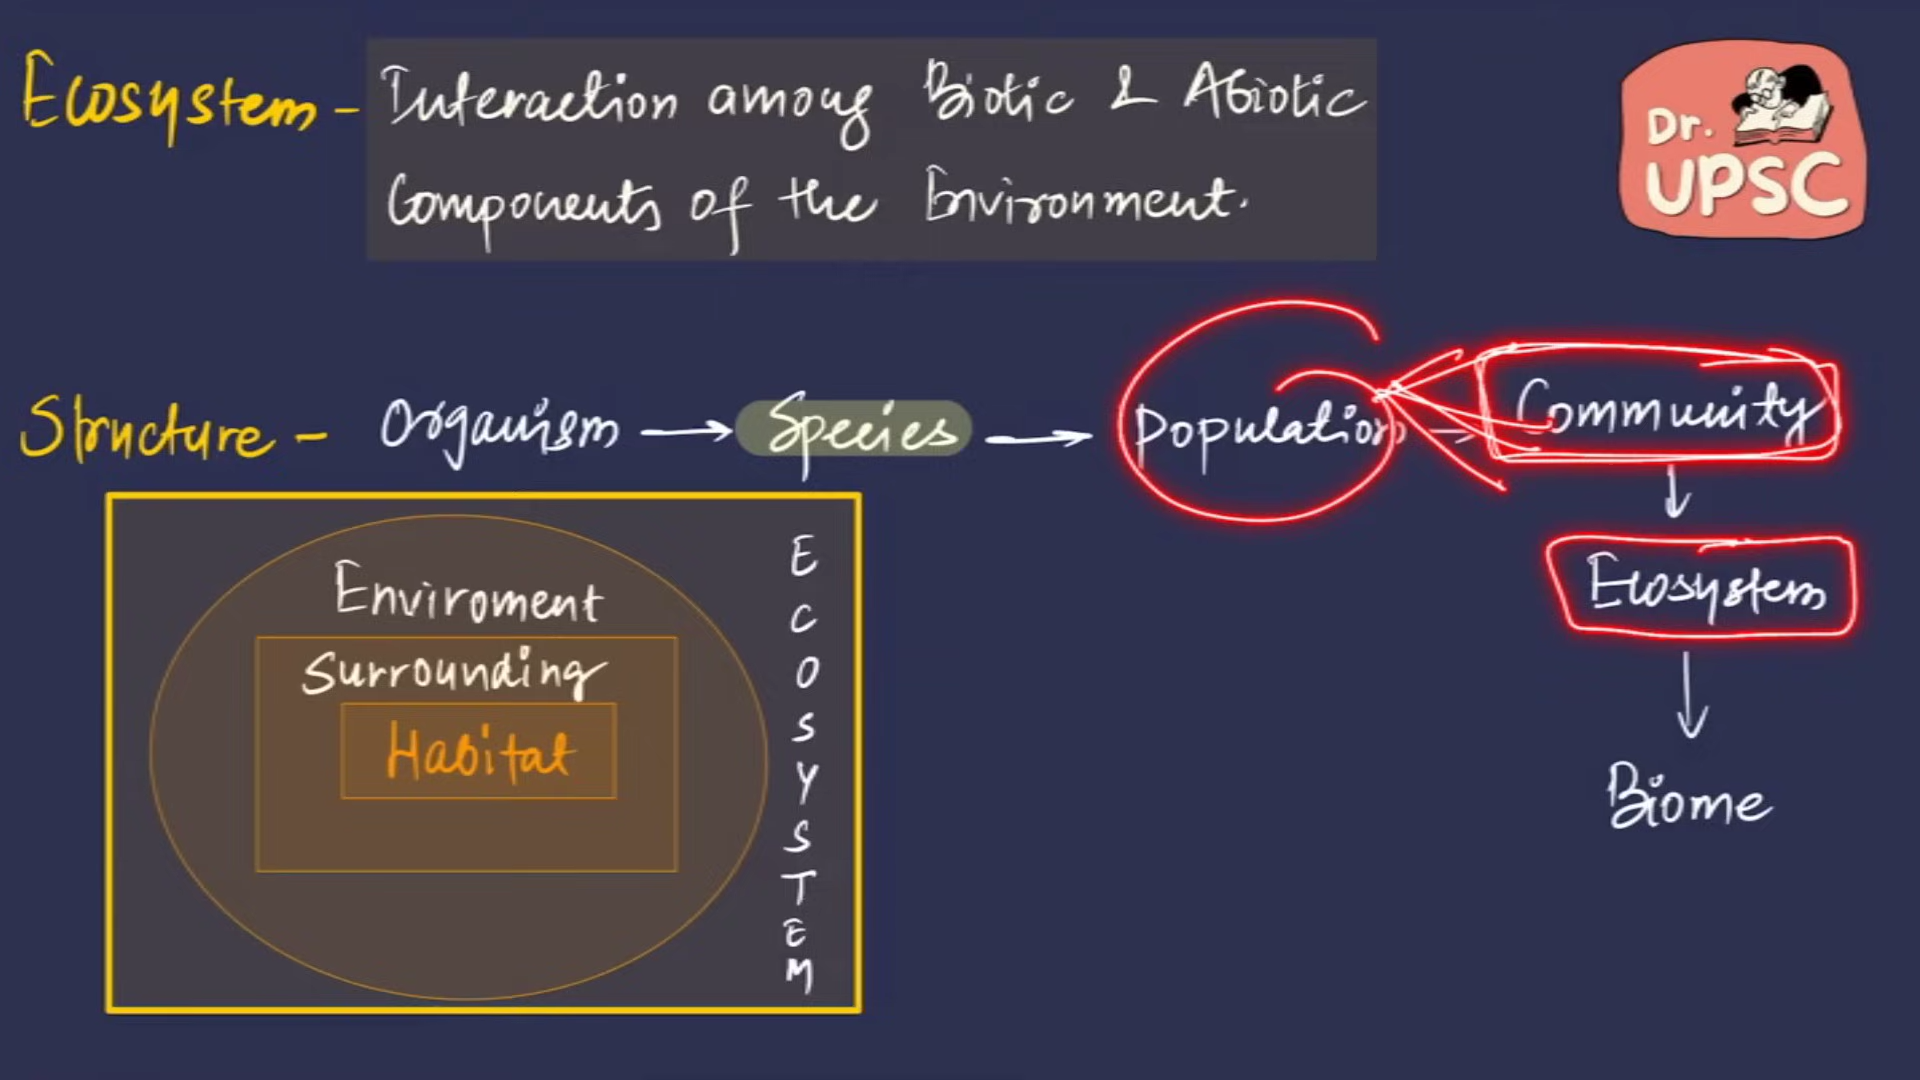 Ecosystem - Interaction among Biotic & Abiotic
Components of the Environment.
Dr.
UPSC
Structure - Organism → Species → Population → Community
↓
Ecosystem
↓
Biome
Enviroment
Surrounding
Habitat
E
C
O
S
Y
S
T
E
M